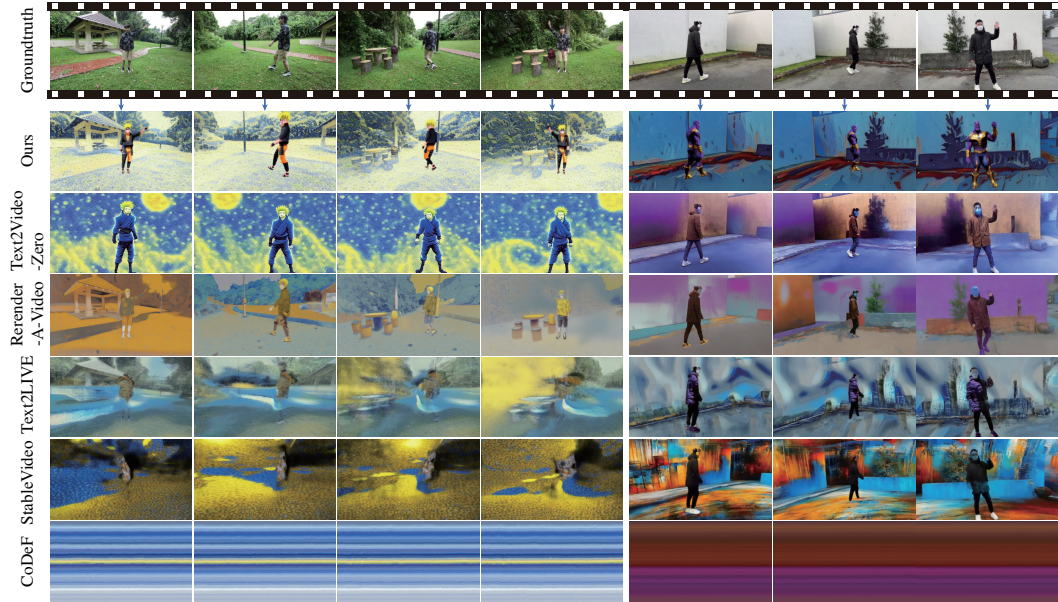 Groundtruth
Ours
Text2Video
-Zero
Rerender
-A-Video
Text2LIVE
StableVideo
CoDeF